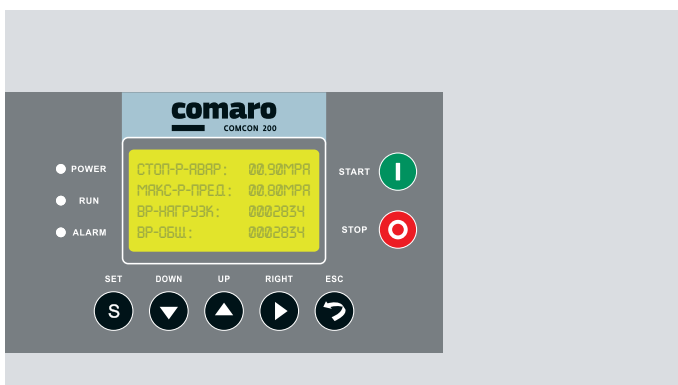 comaro
COMCON 200
POWER
RUN
ALARM
СТОП-Р-АВАР: 00.90MPA
МАКС-Р-ПРЕД.: 00.80MPA
ВР-НАГРУЗК: 0002834
ВР-ОБЩ.: 0002834
START
STOP
SET DOWN UP RIGHT ESC
S